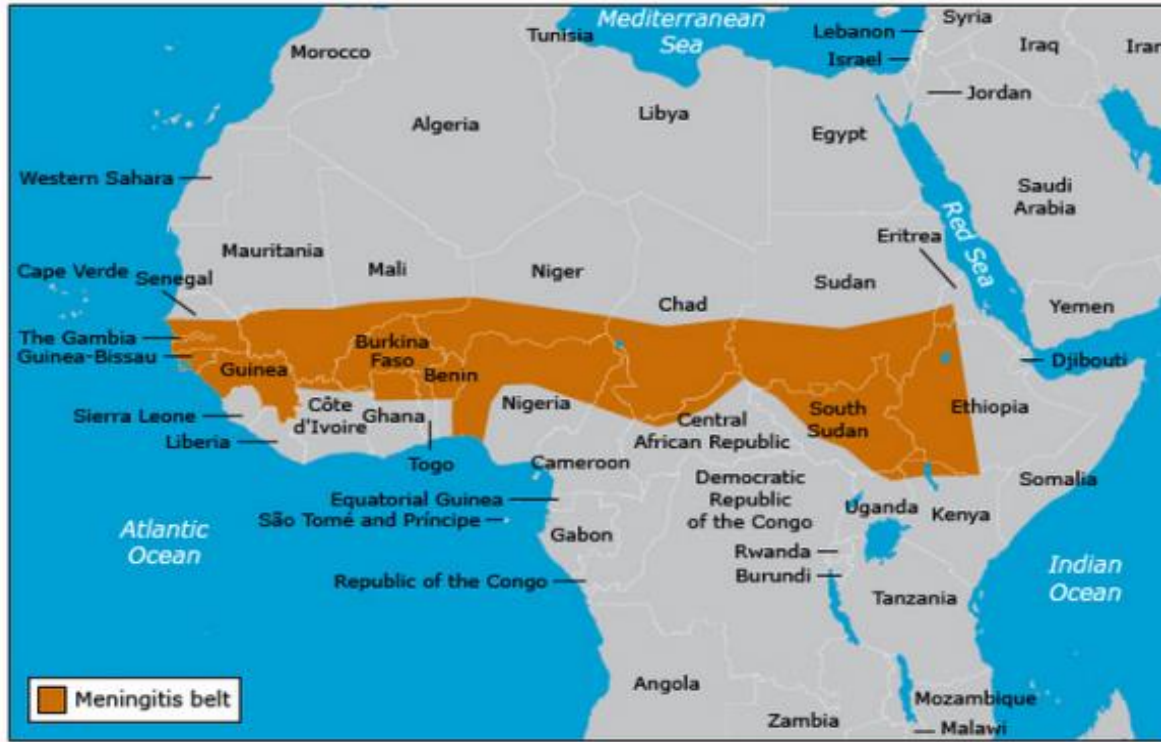 Mediterranean
Sea
Tunisia
Morocco
Lebanon
Syria
Israel
Iraq
Iran
Jordan
Algeria
Libya
Egypt
Western Sahara
Saudi
Arabia
Red Sea
Mauritania
Eritrea
Cape Verde
Senegal
Mali
Niger
Chad
Sudan
Yemen
The Gambia
Guinea-Bissau
Guinea
Burkina
Faso
Benin
Djibouti
Côte
d'Ivoire
Ghana
Nigeria
Central
African Republic
South
Sudan
Ethiopia
Sierra Leone
Liberia
Togo
Cameroon
Democratic
Republic
of the Congo
Somalia
Equatorial Guinea
São Tomé and Príncipe
Uganda
Kenya
Atlantic
Ocean
Gabon
Rwanda
Burundi
Republic of the Congo
Tanzania
Indian
Ocean
Angola
Mozambique
Zambia
Malawi
Meningitis belt